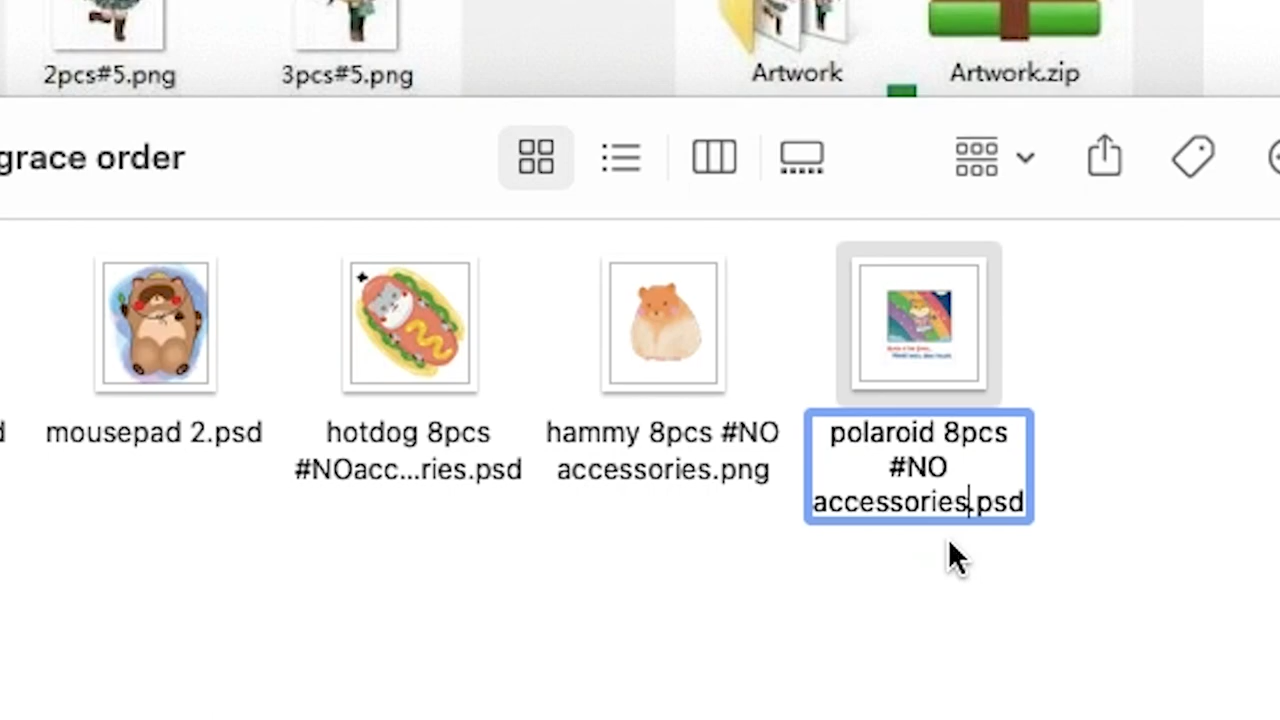 2pcs#5.png
3pcs#5.png
Artwork
Artwork.zip
grace order
mousepad 2.psd
hotdog 8pcs
#NOacc...ries.psd
hammy 8pcs #NO
accessories.png
polaroid 8pcs
#NO
accessories.psd